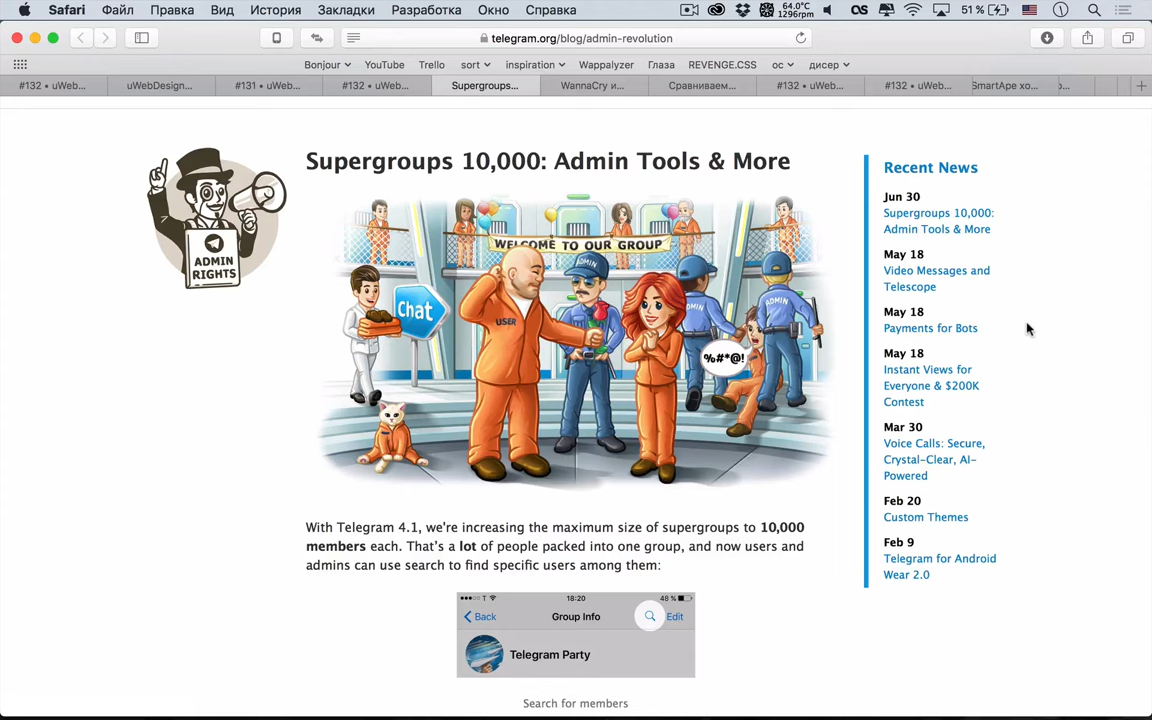 Safari Файл Правка Вид История Закладки Разработка Окно Справка 64.0°C 1296rpm 51 %
telegram.org/blog/admin-revolution
Bonjour YouTube Trello sort inspiration Wappalyzer Глаза REVENGE.CSS ос дисер
#132 • uWeb... uWebDesign... #131 • uWeb... #132 • uWeb... Supergroups... WannaCry и... Сравниваем... #132 • uWeb... #132 • uWeb... SmartApe хо...
Supergroups 10,000: Admin Tools & More
ADMIN
RIGHTS
WELCOME TO OUR GROUP
Chat
USER
ADMIN
ADMIN
ADMIN
%#*@!
With Telegram 4.1, we're increasing the maximum size of supergroups to 10,000
members each. That's a lot of people packed into one group, and now users and
admins can use search to find specific users among them:
T 18:20 48 %
Back Group Info Edit
Telegram Party
Search for members
Recent News
Jun 30
Supergroups 10,000:
Admin Tools & More
May 18
Video Messages and
Telescope
May 18
Payments for Bots
May 18
Instant Views for
Everyone & $200K
Contest
Mar 30
Voice Calls: Secure,
Crystal-Clear, AI-
Powered
Feb 20
Custom Themes
Feb 9
Telegram for Android
Wear 2.0